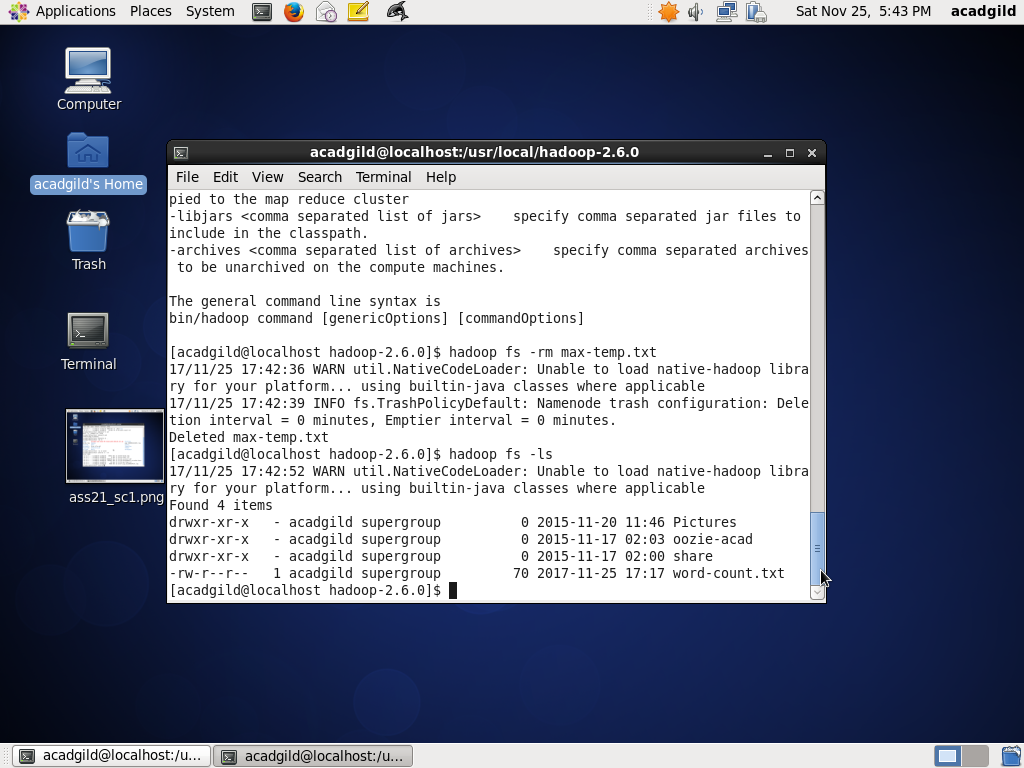 Applications Places System
Sat Nov 25, 5:43 PM acadgild
Computer
acadgild's Home
Trash
Terminal
ass21_sc1.png
acadgild@localhost:/usr/local/hadoop-2.6.0
File Edit View Search Terminal Help
pied to the map reduce cluster
-libjars <comma separated list of jars>    specify comma separated jar files to
include in the classpath.
-archives <comma separated list of archives>    specify comma separated archives
 to be unarchived on the compute machines.
The general command line syntax is
bin/hadoop command [genericOptions] [commandOptions]
[acadgild@localhost hadoop-2.6.0]$ hadoop fs -rm max-temp.txt
17/11/25 17:42:36 WARN util.NativeCodeLoader: Unable to load native-hadoop libra
ry for your platform... using builtin-java classes where applicable
17/11/25 17:42:39 INFO fs.TrashPolicyDefault: Namenode trash configuration: Dele
tion interval = 0 minutes, Emptier interval = 0 minutes.
Deleted max-temp.txt
[acadgild@localhost hadoop-2.6.0]$ hadoop fs -ls
17/11/25 17:42:52 WARN util.NativeCodeLoader: Unable to load native-hadoop libra
ry for your platform... using builtin-java classes where applicable
Found 4 items
drwxr-xr-x   - acadgild supergroup          0 2015-11-20 11:46 Pictures
drwxr-xr-x   - acadgild supergroup          0 2015-11-17 02:03 oozie-acad
drwxr-xr-x   - acadgild supergroup          0 2015-11-17 02:00 share
-rw-r--r--   1 acadgild supergroup         70 2017-11-25 17:17 word-count.txt
[acadgild@localhost hadoop-2.6.0]$
acadgild@localhost:/u...
acadgild@localhost:/u...